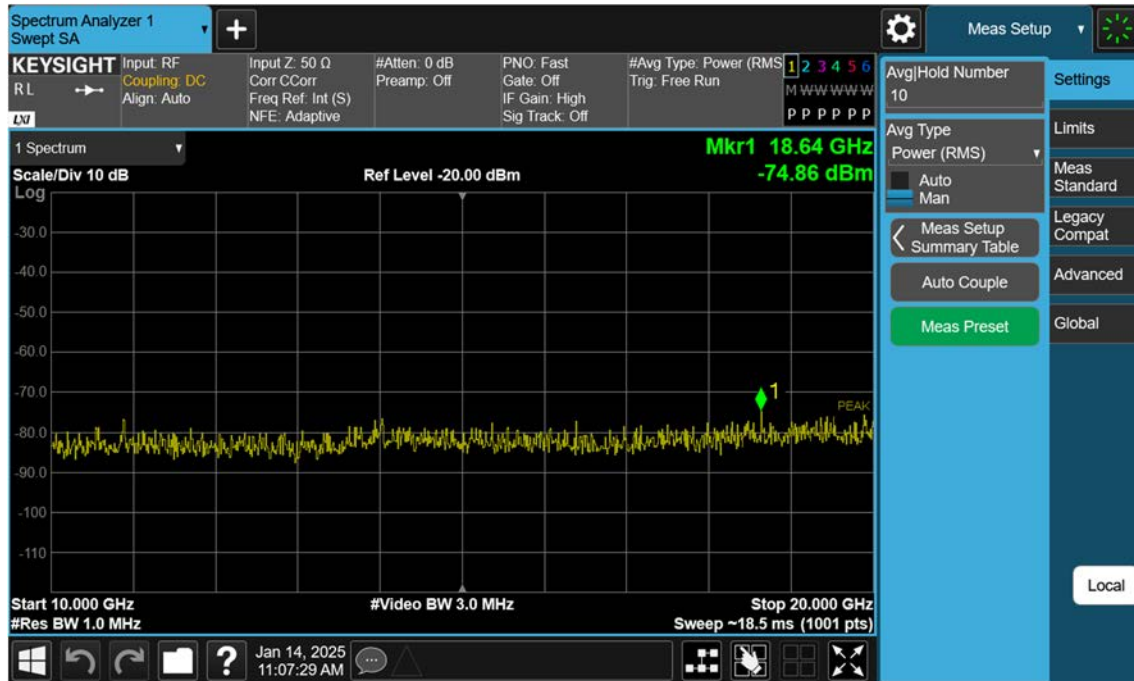 Spectrum Analyzer 1
Swept SA
+
Meas Setup
KEYSIGHT
R L
LXI
Input: RF
Coupling: DC
Align: Auto
Input Z: 50 Ω
Corr CCorr
Freq Ref: Int (S)
NFE: Adaptive
#Atten: 0 dB
Preamp: Off
PNO: Fast
Gate: Off
IF Gain: High
Sig Track: Off
#Avg Type: Power (RMS
Trig: Free Run
1 2 3 4 5 6
M W W W W W
P P P P P P
1 Spectrum
Mkr1 18.64 GHz
-74.86 dBm
Scale/Div 10 dB
Ref Level -20.00 dBm
Log
-30.0
-40.0
-50.0
-60.0
-70.0
-80.0
-90.0
-100
-110
1
PEAK
Start 10.000 GHz
#Video BW 3.0 MHz
Stop 20.000 GHz
#Res BW 1.0 MHz
Sweep ~18.5 ms (1001 pts)
Avg|Hold Number
10
Avg Type
Power (RMS)
Auto
Man
Meas Setup
Summary Table
Auto Couple
Meas Preset
Settings
Limits
Meas
Standard
Legacy
Compat
Advanced
Global
Local
?
Jan 14, 2025
11:07:29 AM